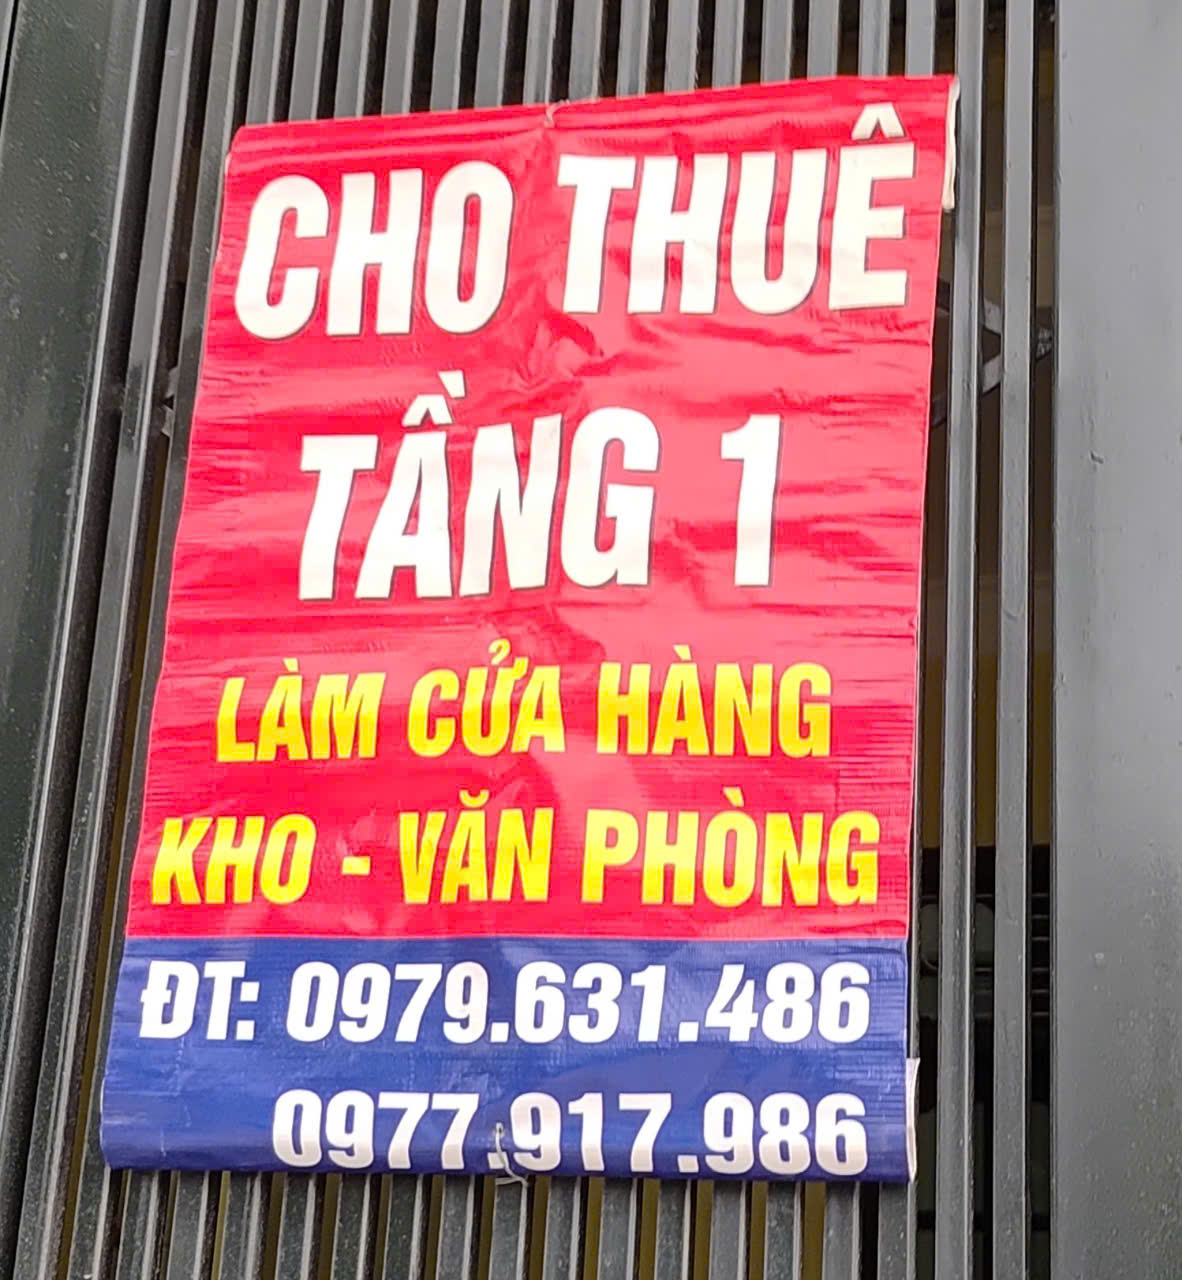 CHO THUÊ
TẦNG 1
LÀM CỬA HÀNG
KHO - VĂN PHÒNG
ĐT: 0979.631.486
0977.917.986